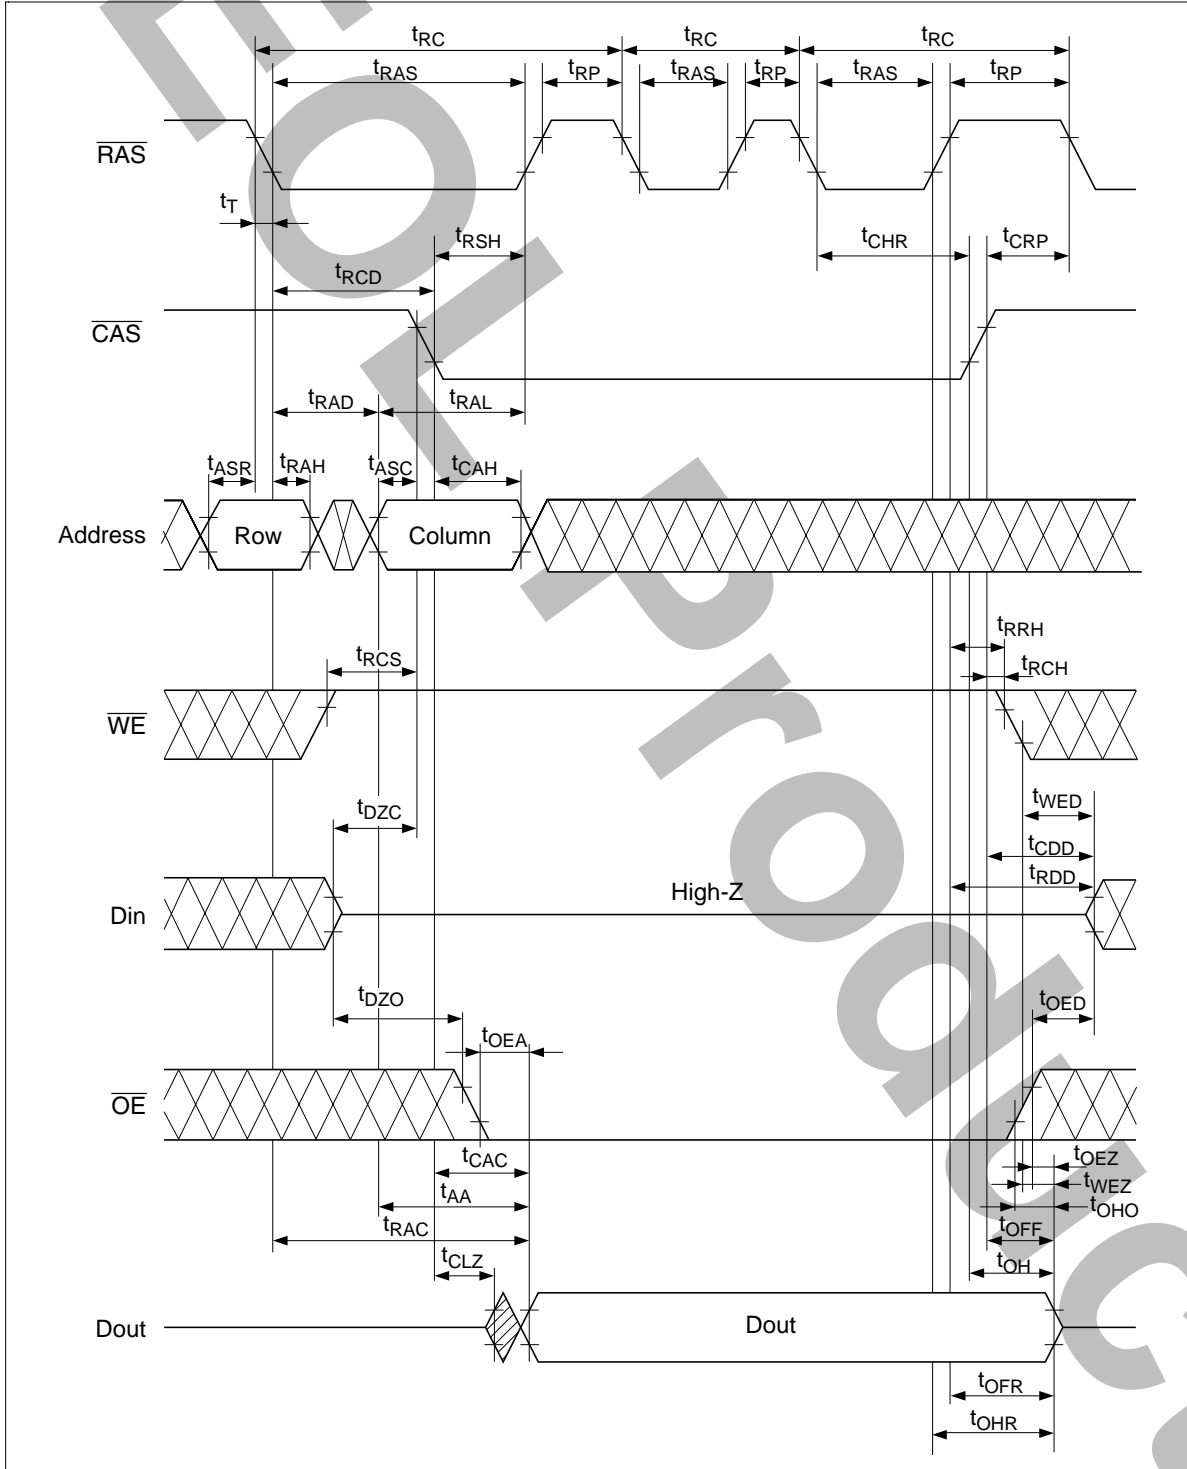 EOL Produc
tRC tRC tRC
tRAS tRP tRAS tRP tRAS tRP
RAS
tT
tRSH tCHR tCRP
tRCD
CAS
tRAD tRAL
tASR tRAH tASC tCAH
Address Row Column
tRRH
tRCS tRCH
WE
tWED
tDZC tCDD
tRDD
Din High-Z
tDZO tOED
tOEA
OE
tCAC tOEZ
tAA tWEZ
tOHO
tRAC tOFF
tCLZ tOH
Dout Dout
tOFR
tOHR